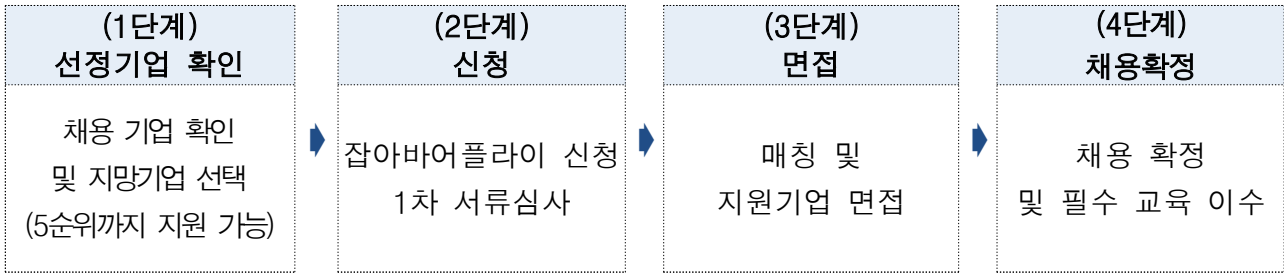 (1단계)
선정기업 확인
채용 기업 확인
및 지망기업 선택
(5순위까지 지원 가능)
(2단계)
신청
잡아바어플라이 신청
1차 서류심사
(3단계)
면접
매칭 및
지원기업 면접
(4단계)
채용확정
채용 확정
및 필수 교육 이수